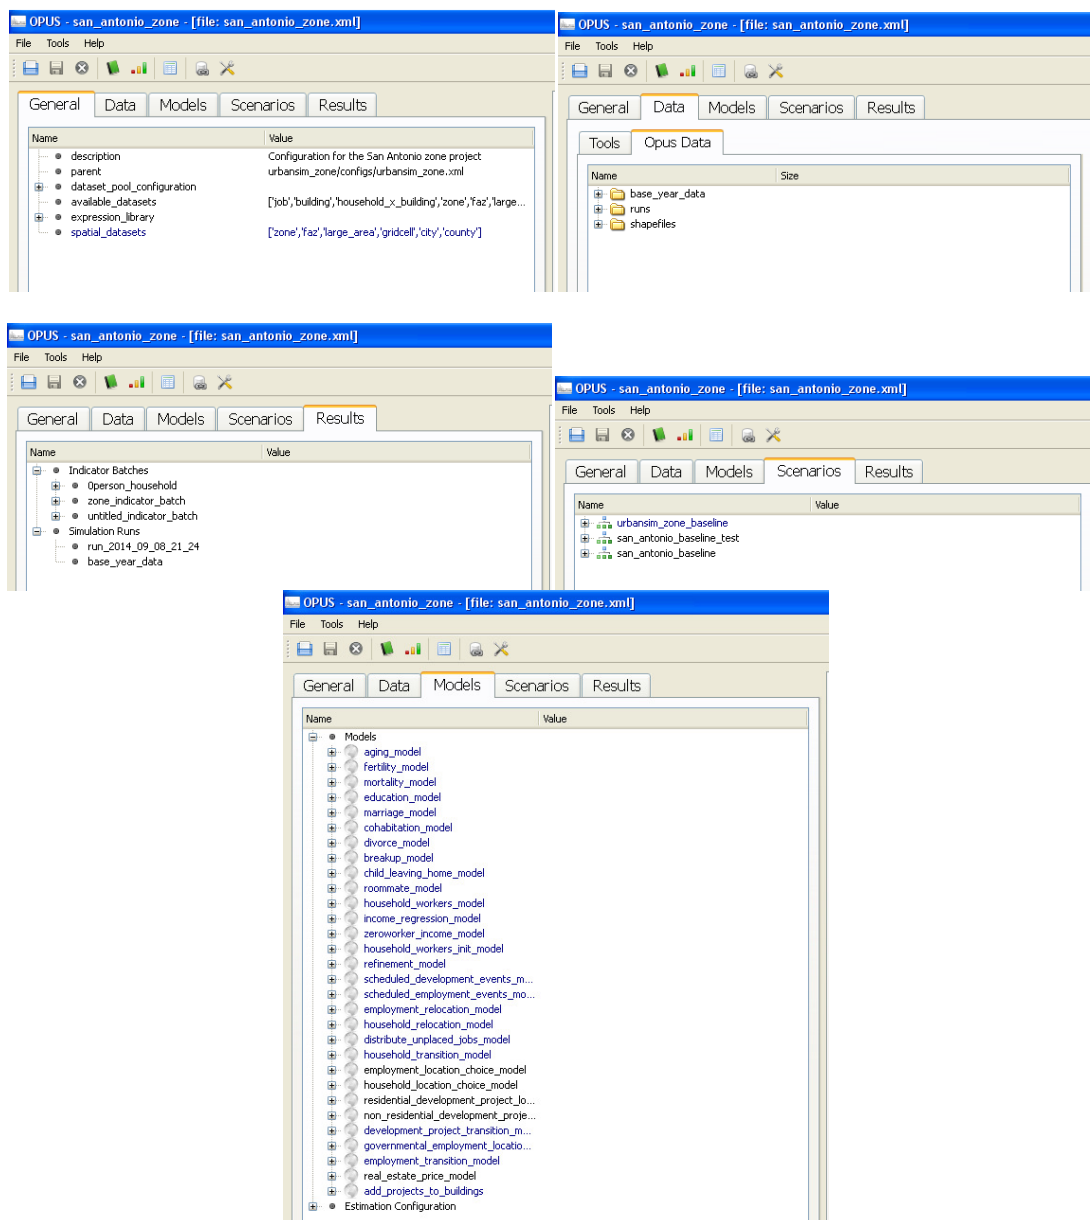 OPUS - san_antonio_zone - [file: san_antonio_zone.xml]
File Tools Help
General Data Models Scenarios Results
Name Value
description Configuration for the San Antonio zone project
parent urbansim_zone/configs/urbansim_zone.xml
dataset_pool_configuration
available_datasets ['job','building','household_x_building','zone','faz','large...
expression_library
spatial_datasets ['zone','faz','large_area','gridcell','city','county']
OPUS - san_antonio_zone - [file: san_antonio_zone.xml]
File Tools Help
General Data Models Scenarios Results
Tools Opus Data
Name Size
base_year_data
runs
shapefiles
OPUS - san_antonio_zone - [file: san_antonio_zone.xml]
File Tools Help
General Data Models Scenarios Results
Name Value
Indicator Batches
0person_household
zone_indicator_batch
untitled_indicator_batch
Simulation Runs
run_2014_09_08_21_24
base_year_data
OPUS - san_antonio_zone - [file: san_antonio_zone.xml]
File Tools Help
General Data Models Scenarios Results
Name Value
urbansim_zone_baseline
san_antonio_baseline_test
san_antonio_baseline
OPUS - san_antonio_zone - [file: san_antonio_zone.xml]
File Tools Help
General Data Models Scenarios Results
Name Value
Models
aging_model
fertility_model
mortality_model
education_model
marriage_model
cohabitation_model
divorce_model
breakup_model
child_leaving_home_model
roommate_model
household_workers_model
income_regression_model
zeroworker_income_model
household_workers_init_model
refinement_model
scheduled_development_events_m...
scheduled_employment_events_mo...
employment_relocation_model
household_relocation_model
distribute_unplaced_jobs_model
household_transition_model
employment_location_choice_model
household_location_choice_model
residential_development_project_lo...
non_residential_development_proje...
development_project_transition_m...
governmental_employment_locatio...
employment_transition_model
real_estate_price_model
add_projects_to_buildings
Estimation Configuration